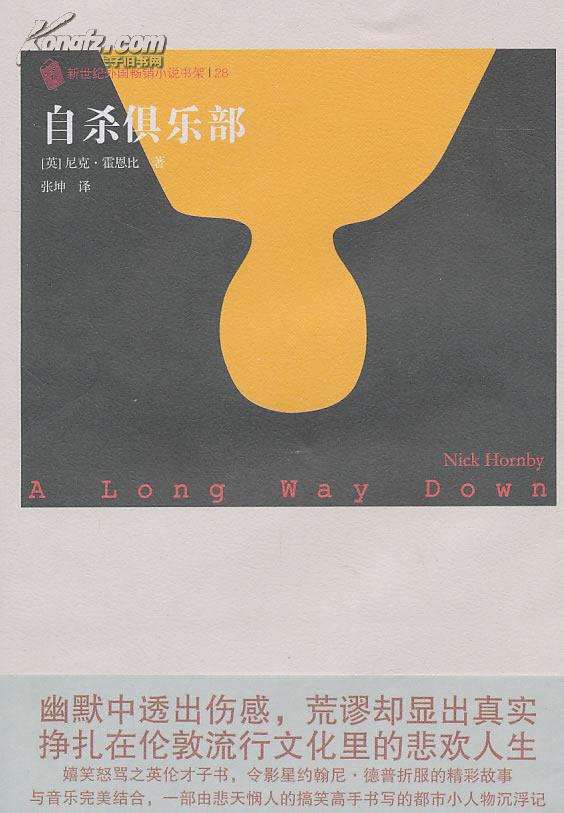 Kongfz.com
新世纪外国畅销小说书架 | 28
自杀俱乐部
[英] 尼克·霍恩比 著
张坤 译
Nick Hornby
A Long Way Down
幽默中透出伤感，荒谬却显出真实
挣扎在伦敦流行文化里的悲欢人生
嬉笑怒骂之英伦才子书，令影星约翰尼·德普折服的精彩故事
与音乐完美结合，一部由悲天悯人的搞笑高手书写的都市小人物沉浮记